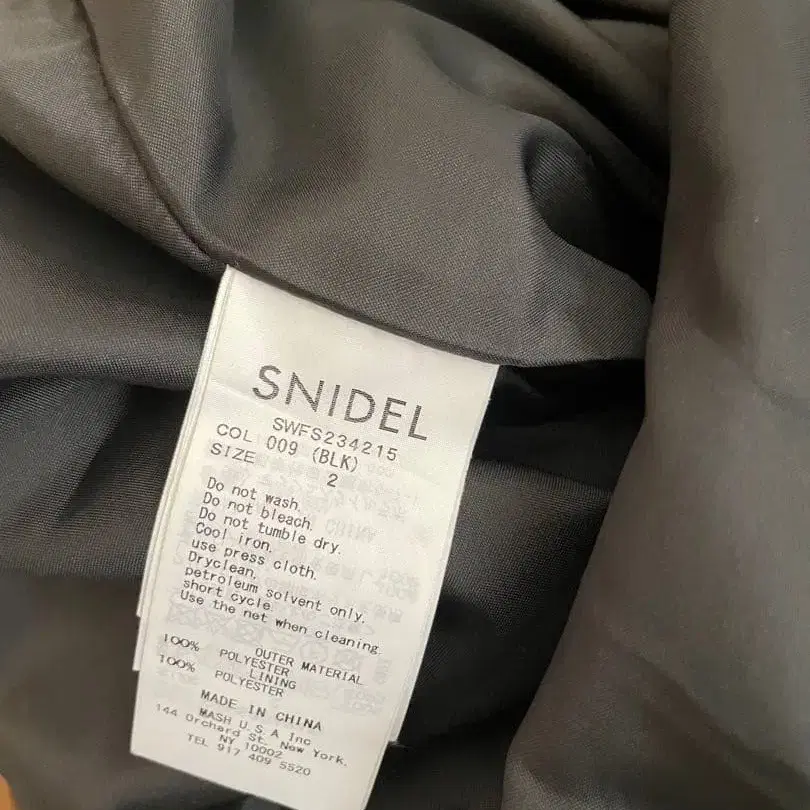 SNIDEL
SWFS234215
COL 009 (BLK)
SIZE 2
Do not wash.
Do not bleach.
Do not tumble dry.
Cool iron.
use press cloth.
Dryclean.
petroleum solvent only.
short cycle.
Use the net when cleaning.
OUTER MATERIAL
100% POLYESTER
LINING
100% POLYESTER
MADE IN CHINA
MASH U.S.A Inc
144 Orchard St. New York.
NY 10002
TEL 917 409 5520